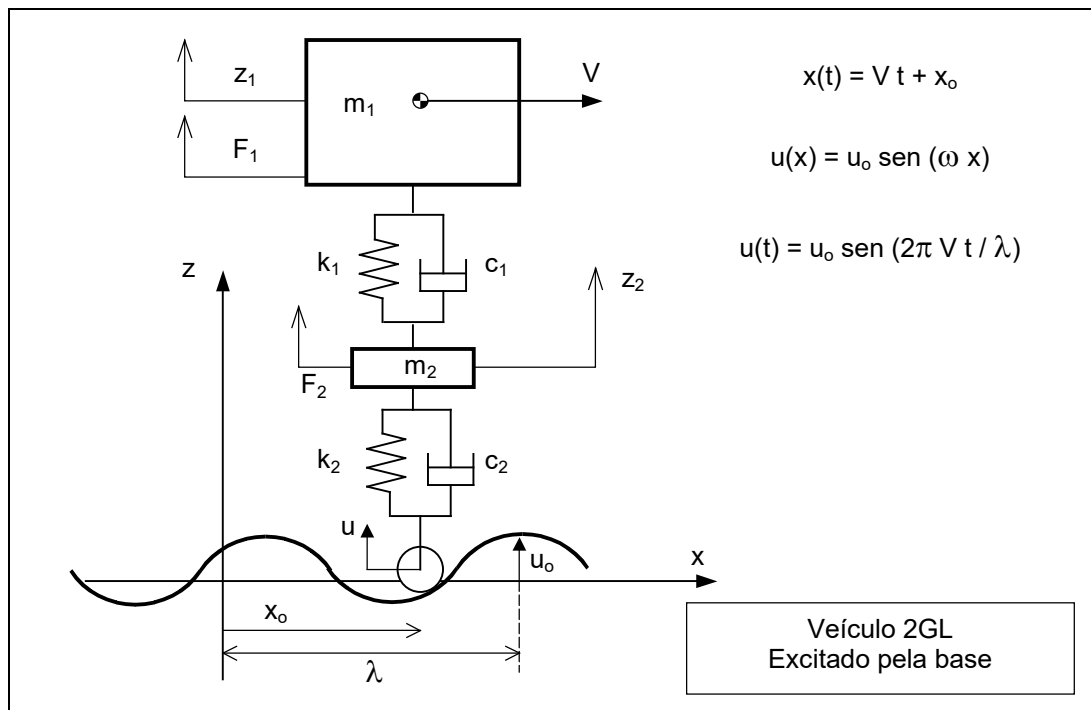 z₁
V
x(t) = V t + xₒ
m₁
F₁
u(x) = uₒ sen (ω x)
z
k₁
c₁
u(t) = uₒ sen (2π V t / λ)
z₂
m₂
F₂
k₂
c₂
u
uₒ
x
xₒ
λ
Veículo 2GL
Excitado pela base